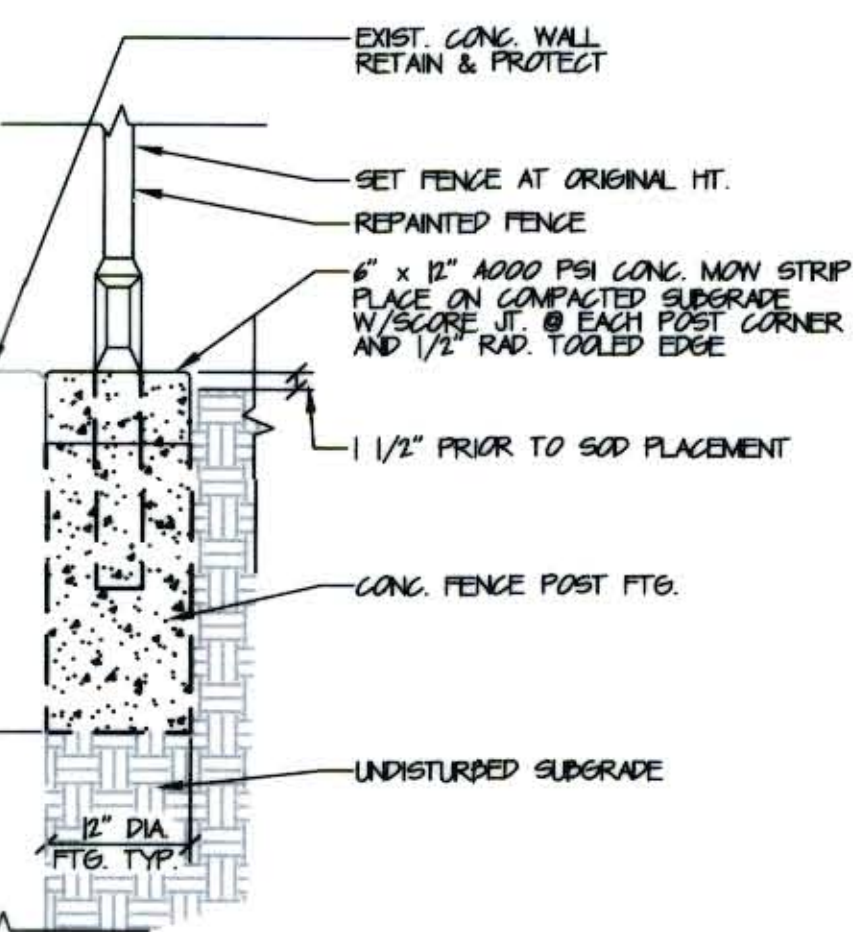 EXIST. CONC. WALL
RETAIN & PROTECT
SET FENCE AT ORIGINAL HT.
REPAINTED FENCE
6" x 12" 4000 PSI CONC. MOW STRIP
PLACE ON COMPACTED SUBGRADE
W/SCORE JT. @ EACH POST CORNER
AND 1/2" RAD. TOOLED EDGE
1 1/2" PRIOR TO SOD PLACEMENT
CONC. FENCE POST FTG.
UNDISTURBED SUBGRADE
12" DIA.
FTG. TYP.